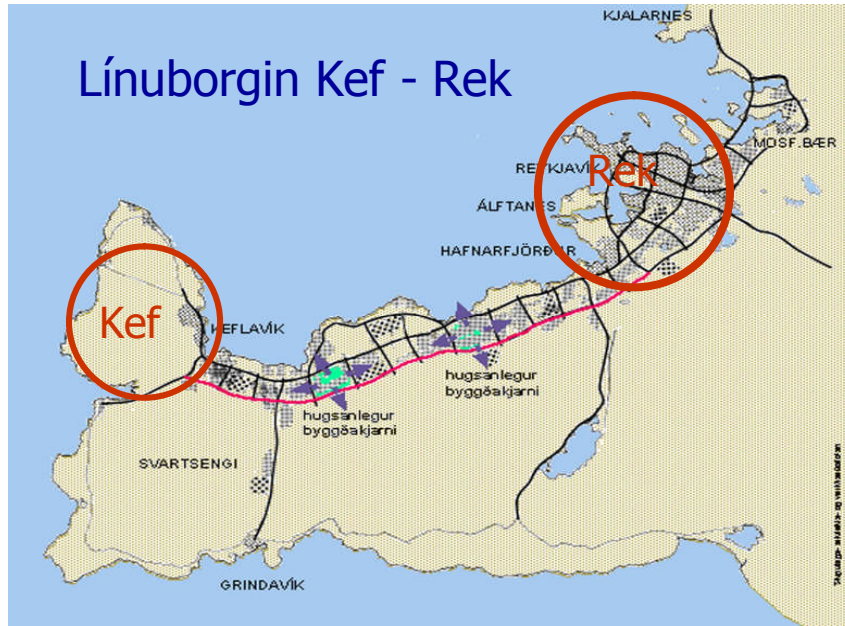 KJALARNES
Línuborgin Kef - Rek
MOSF.BÆR
REYKJAVÍK
Rek
ÁLFTANES
HAFNARFJÖRÐUR
Kef
KEFLAVÍK
hugsanlegur
byggðakjarni
hugsanlegur
byggðakjarni
SVARTSENGI
GRINDAVÍK